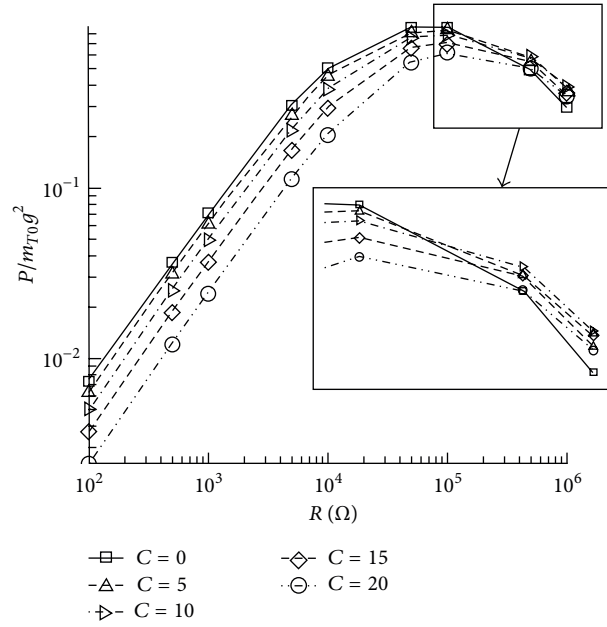 P/m_{T0}g^2
10^{-1}
10^{-2}
10^2 10^3 10^4 10^5 10^6
R (Ω)
C = 0 C = 15
C = 5 C = 20
C = 10